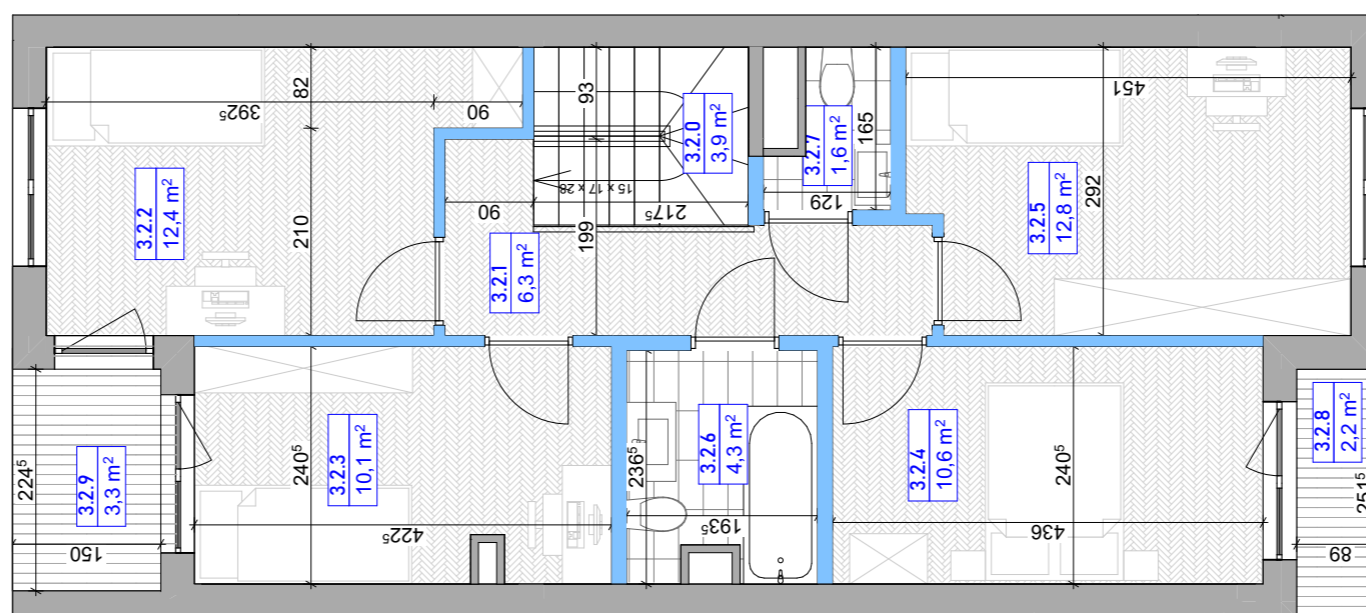 82
392⁵
90
3.2.2
12,4 m²
210
93
3.2.0
3,9 m²
15 x 17 x 28
217⁵
90
199
3.2.1
6,3 m²
165
3.2.7
1,6 m²
129
451
292
3.2.5
12,8 m²
224⁵
3.2.9
3,3 m²
150
240⁵
3.2.3
10,1 m²
422⁵
236⁵
3.2.6
4,3 m²
193⁵
3.2.4
10,6 m²
240⁵
436
3.2.8
2,2 m²
251⁵
89